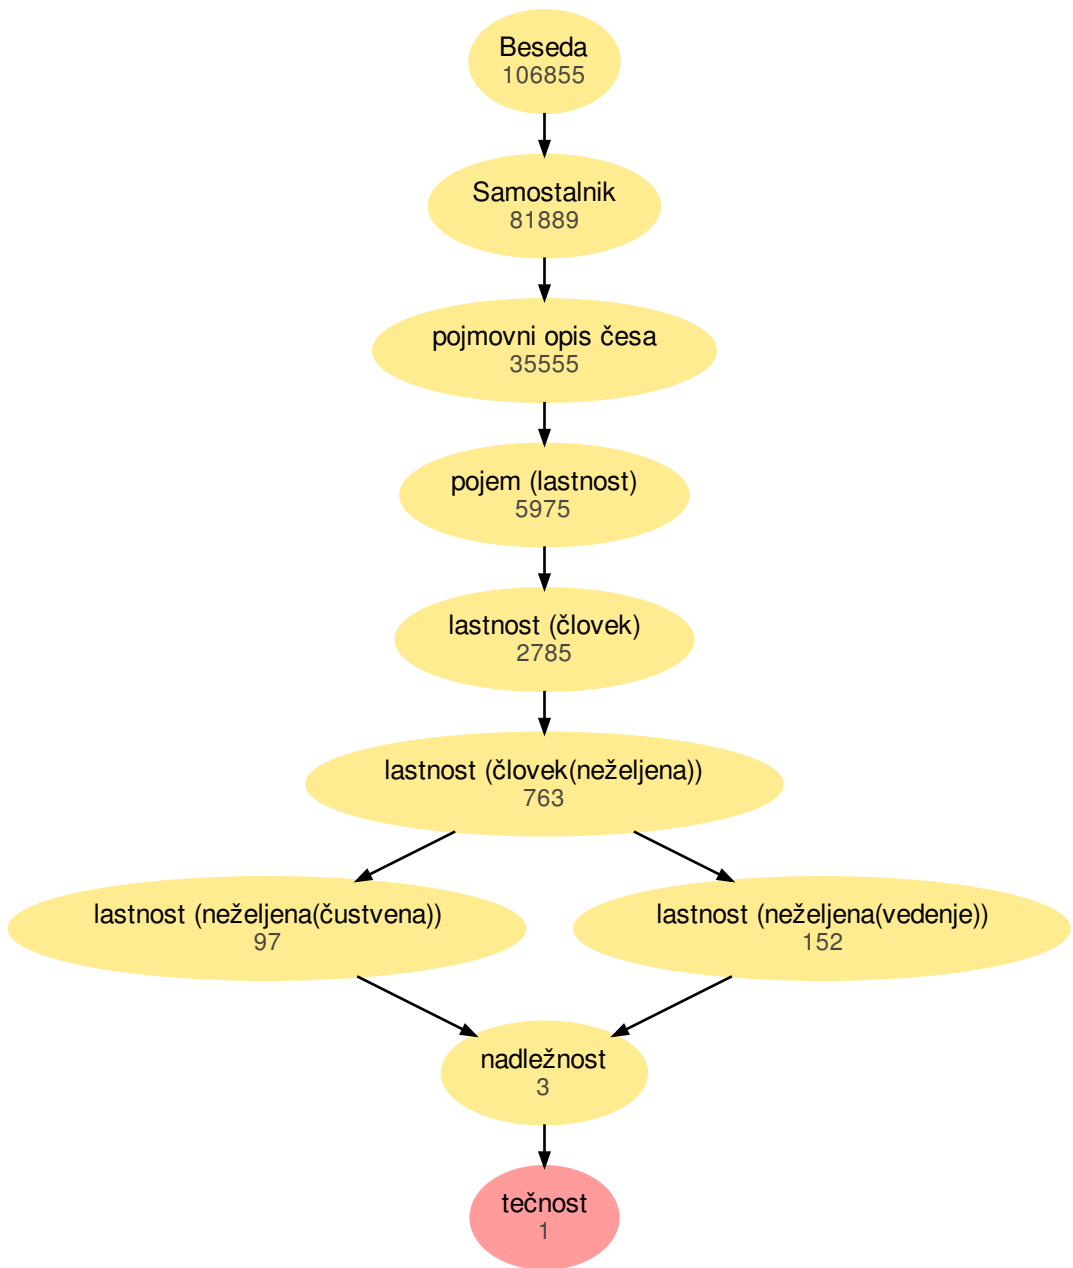 Beseda
106855
Samostalnik
81889
pojmovni opis česa
35555
pojem (lastnost)
5975
lastnost (človek)
2785
lastnost (človek(neželjena))
763
lastnost (neželjena(čustvena))
97
lastnost (neželjena(vedenje))
152
nadležnost
3
tečnost
1